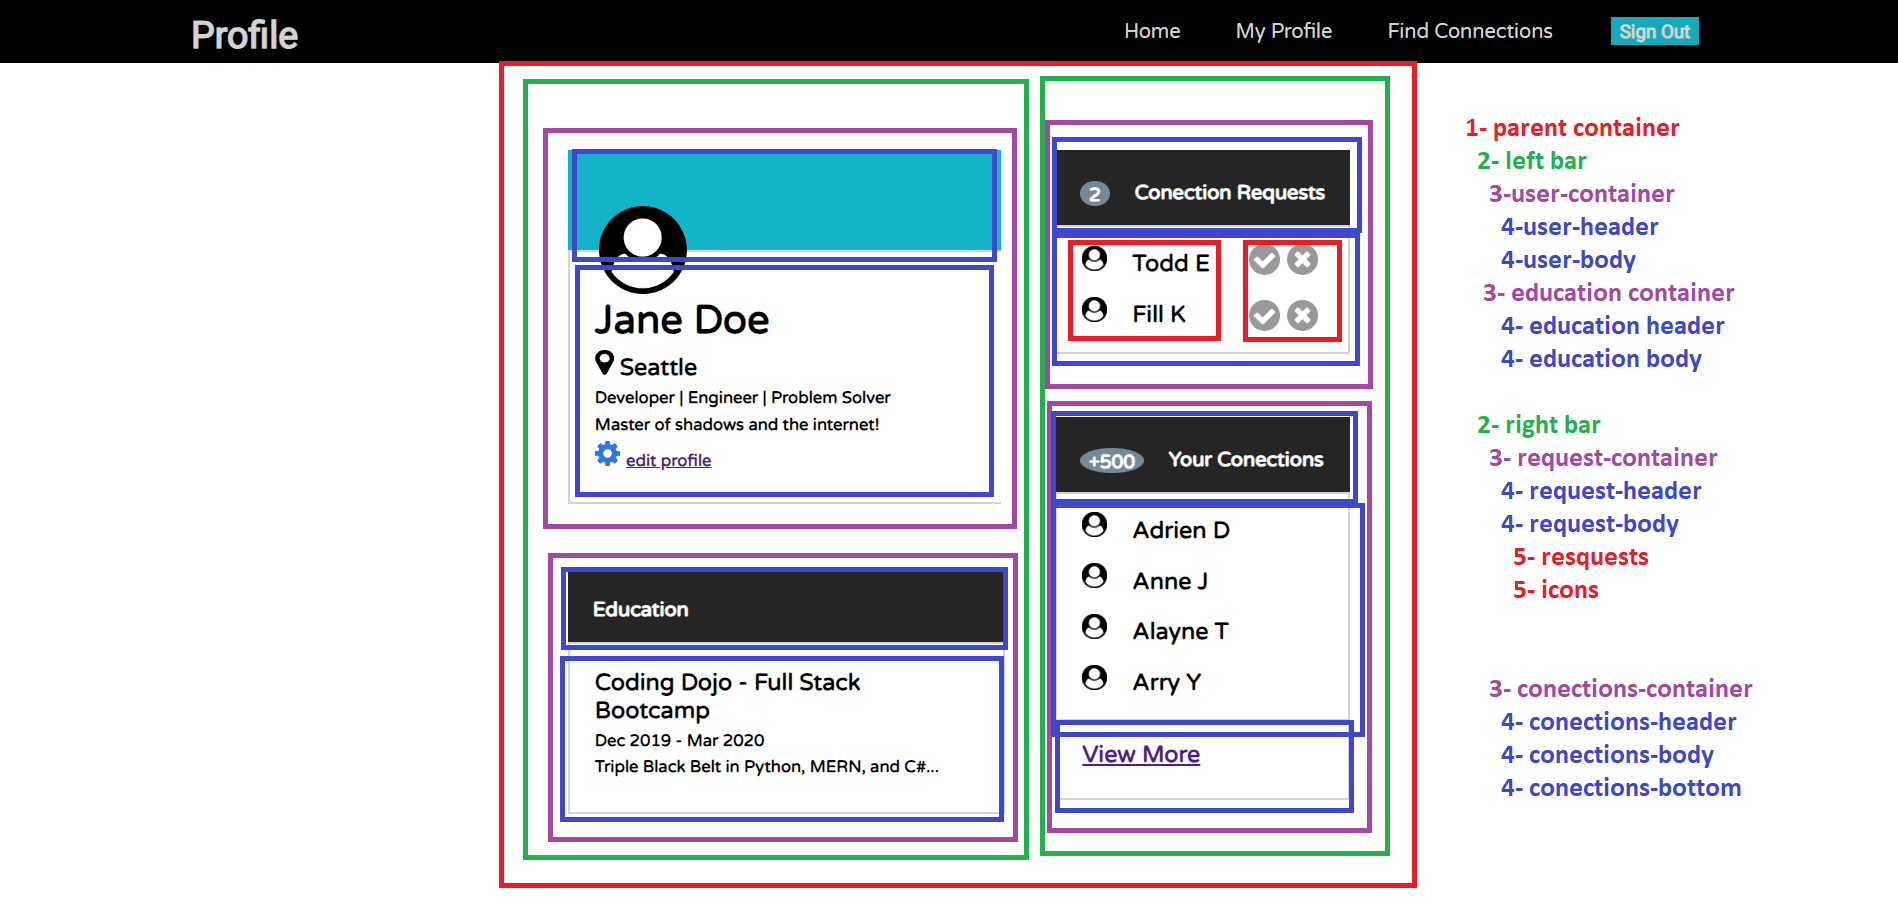 Profile
Home
My Profile
Find Connections
Sign Out
Jane Doe
Seattle
Developer | Engineer | Problem Solver
Master of shadows and the internet!
edit profile
Education
Coding Dojo - Full Stack
Bootcamp
Dec 2019 - Mar 2020
Triple Black Belt in Python, MERN, and C#...
2 Conection Requests
Todd E
Fill K
+500 Your Conections
Adrien D
Anne J
Alayne T
Arry Y
View More
1- parent container
2- left bar
3-user-container
4-user-header
4-user-body
3- education container
4- education header
4- education body
2- right bar
3- request-container
4- request-header
4- request-body
5- resquests
5- icons
3- conections-container
4- conections-header
4- conections-body
4- conections-bottom